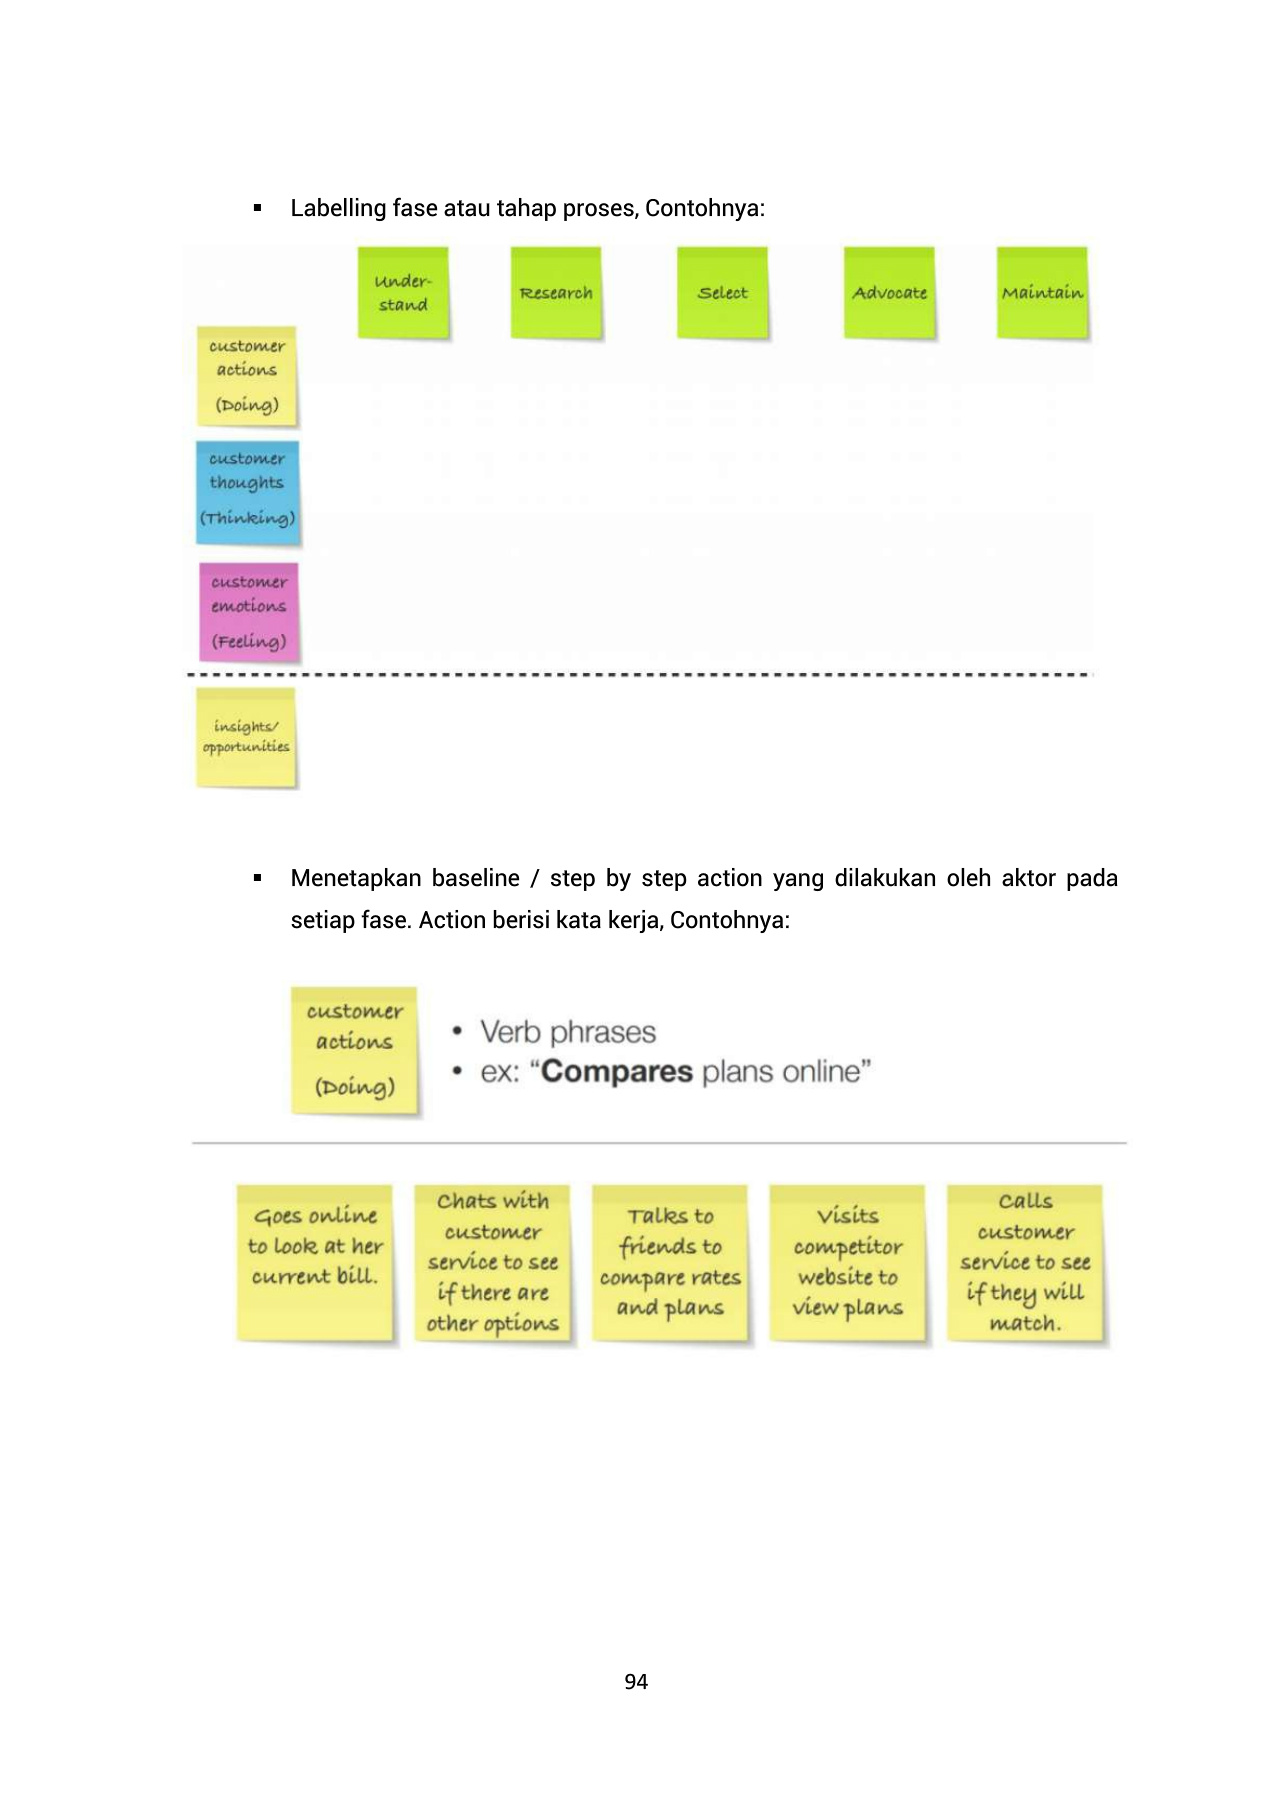 ▪ Labelling fase atau tahap proses, Contohnya:
Under-
stand
Research
Select
Advocate
Maintain
customer
actions
(Doing)
customer
thoughts
(Thinking)
customer
emotions
(Feeling)
insights/
opportunities
▪ Menetapkan baseline / step by step action yang dilakukan oleh aktor pada
setiap fase. Action berisi kata kerja, Contohnya:
customer
actions
(Doing)
• Verb phrases
• ex: “Compares plans online”
Goes online
to look at her
current bill.
Chats with
customer
service to see
if there are
other options
Talks to
friends to
compare rates
and plans
Visits
competitor
website to
view plans
Calls
customer
service to see
if they will
match.
94